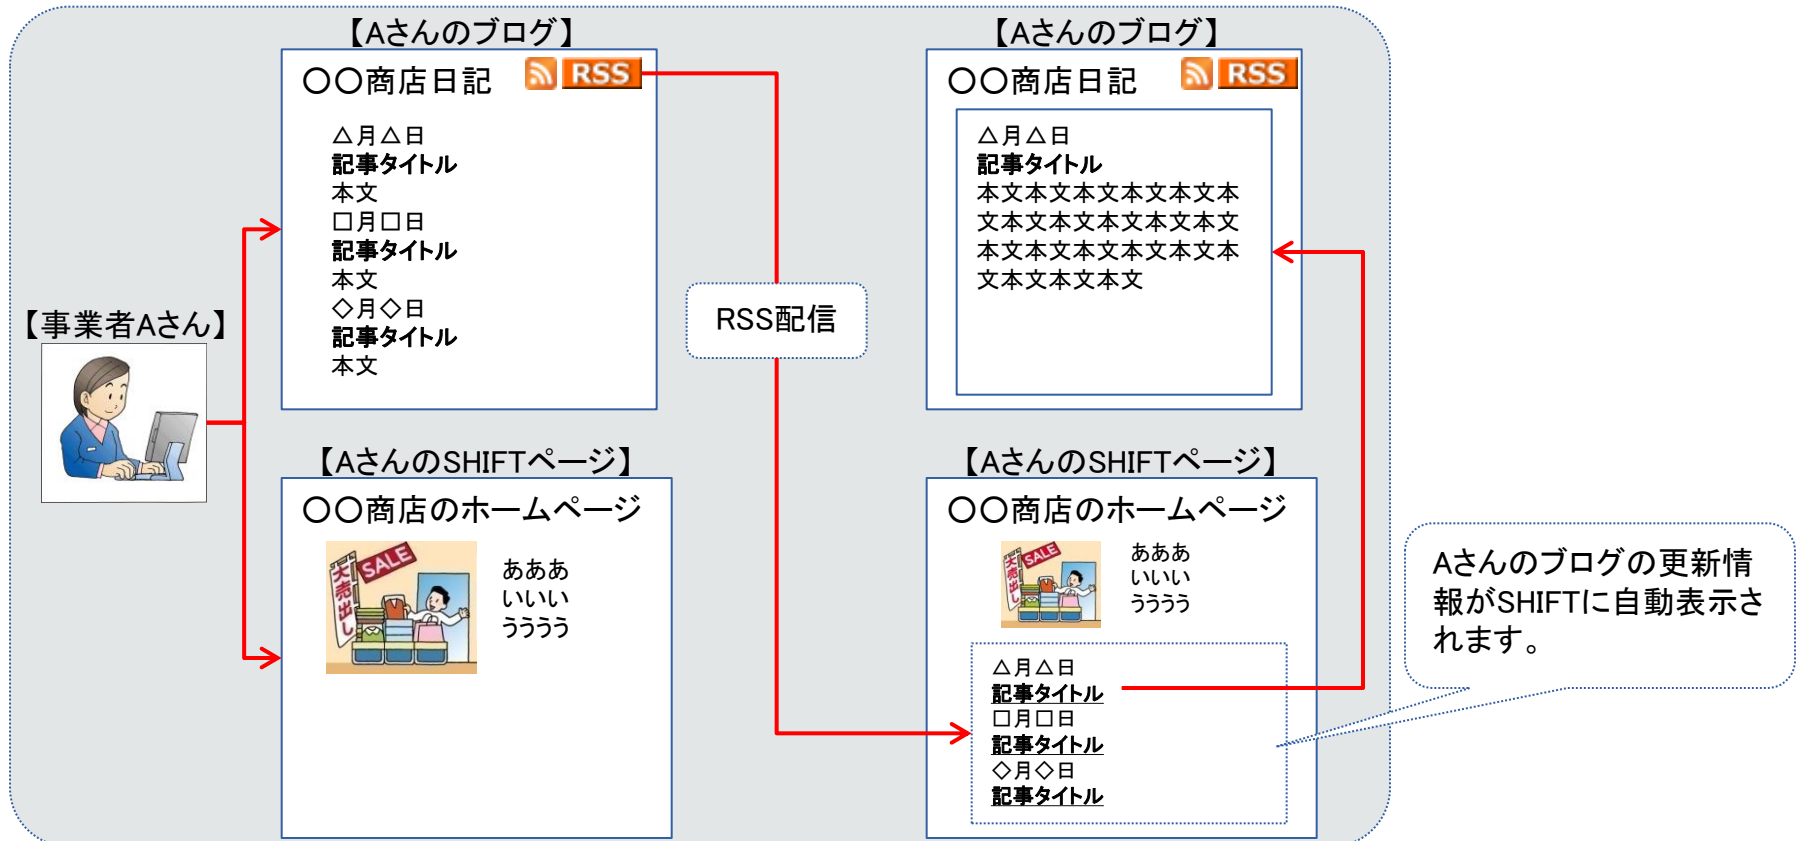 【事業者Aさん】
【Aさんのブログ】
〇〇商店日記
RSS
△月△日
記事タイトル
本文
□月□日
記事タイトル
本文
◇月◇日
記事タイトル
本文
【AさんのSHIFTページ】
〇〇商店のホームページ
大売出し
SALE
あああ
いいい
うううう
RSS配信
【Aさんのブログ】
〇〇商店日記
RSS
△月△日
記事タイトル
本文本文本文本文本文本
文本文本文本文本文本文
本文本文本文本文本文本
文本文本文本文
【AさんのSHIFTページ】
〇〇商店のホームページ
大売出し
SALE
あああ
いいい
うううう
△月△日
記事タイトル
□月□日
記事タイトル
◇月◇日
記事タイトル
Aさんのブログの更新情
報がSHIFTに自動表示さ
れます。